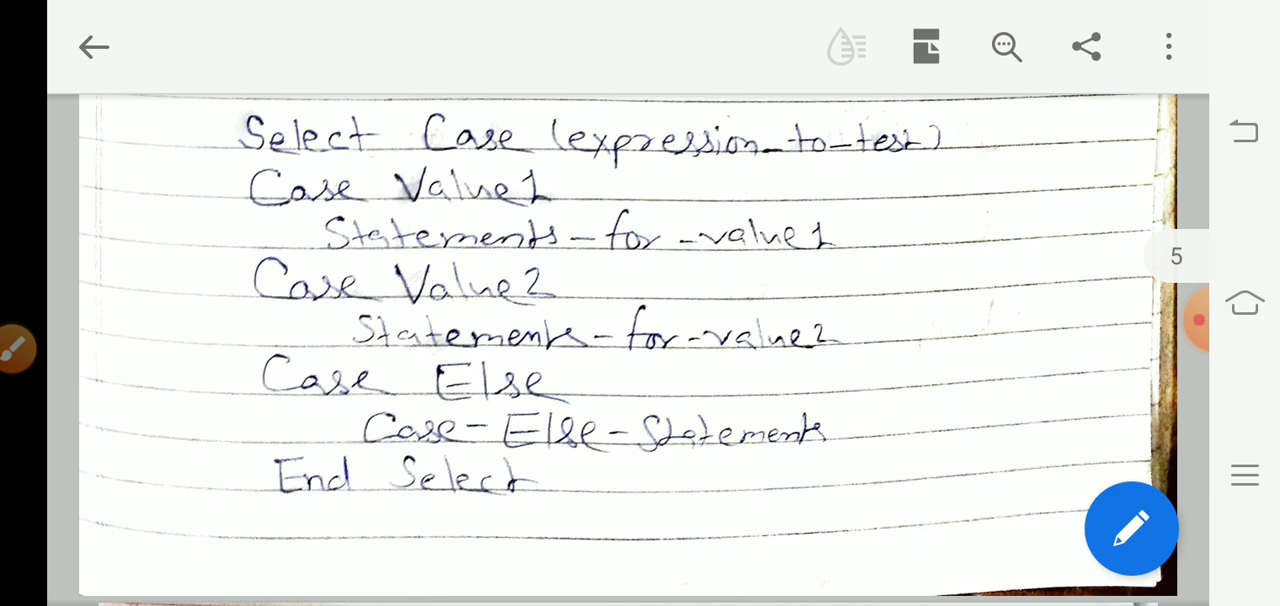 Select Case (expression-to-test)
Case Value1
Statements-for-value1
Case Value2
Statements-for-value2
Case Else
Case-Else-Statements
End Select
5